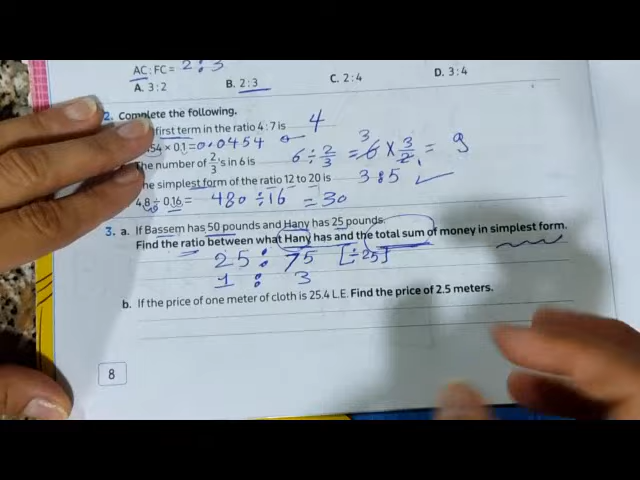 AC:FC = 2:3
A. 3:2 B. 2:3 C. 2:4 D. 3:4
2. Complete the following.
first term in the ratio 4:7 is 4
454 × 0.1 = 0.0454
The number of 2/3's in 6 is 6 ÷ 2/3 = 6 × 3/2 = 9
3 1
the simplest form of the ratio 12 to 20 is 3:5
4.8 ÷ 0.16 = 480 ÷ 16 = 30
3. a. If Bassem has 50 pounds and Hany has 25 pounds.
Find the ratio between what Hany has and the total sum of money in simplest form.
25 : 75 [÷25]
1 : 3
b. If the price of one meter of cloth is 25.4 L.E. Find the price of 2.5 meters.
8